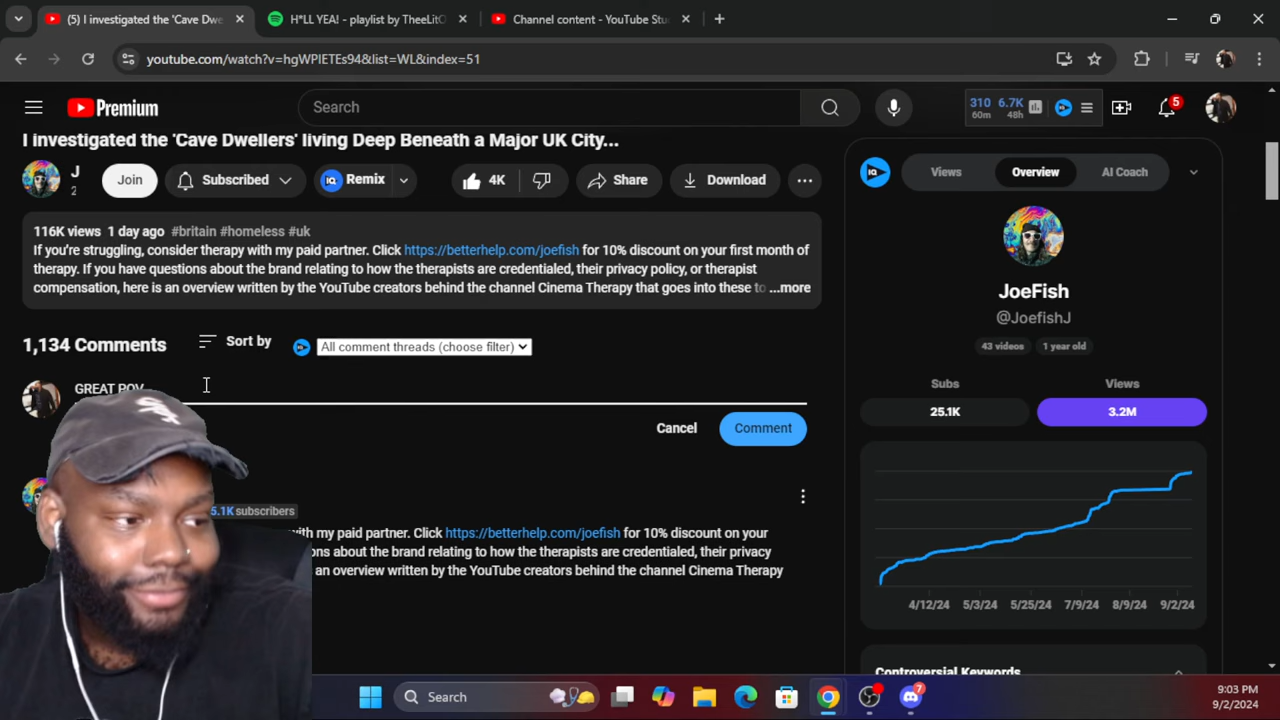 (5) I investigated the 'Cave Dwe
H*LL YEA! - playlist by TheeLitO
Channel content - YouTube Stu
youtube.com/watch?v=hgWPIETEs94&list=WL&index=51
Premium
Search
310 6.7K
60m 48h
5
I investigated the 'Cave Dwellers' living Deep Beneath a Major UK City...
J
2
Join
Subscribed
Remix
4K
Share
Download
116K views 1 day ago #britain #homeless #uk
If you're struggling, consider therapy with my paid partner. Click https://betterhelp.com/joefish for 10% discount on your first month of
therapy. If you have questions about the brand relating to how the therapists are credentialed, their privacy policy, or therapist
compensation, here is an overview written by the YouTube creators behind the channel Cinema Therapy that goes into these to ...more
1,134 Comments
Sort by
All comment threads (choose filter)
GREAT POV
Cancel
Comment
5.1K subscribers
with my paid partner. Click https://betterhelp.com/joefish for 10% discount on your
ons about the brand relating to how the therapists are credentialed, their privacy
an overview written by the YouTube creators behind the channel Cinema Therapy
Views
Overview
AI Coach
JoeFish
@JoefishJ
43 videos
1 year old
Subs
Views
25.1K
3.2M
4/12/24 5/3/24 5/25/24 7/9/24 8/9/24 9/2/24
Controversial Keywords
Search
7
9:03 PM
9/2/2024